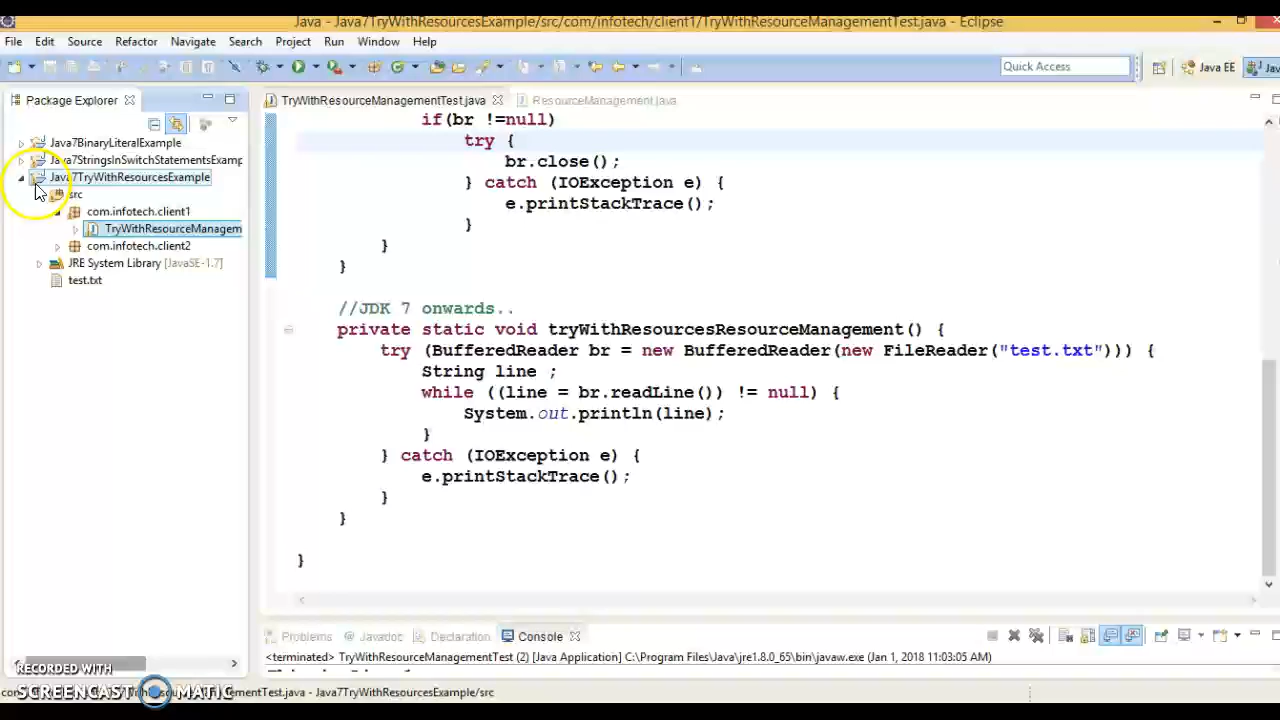 Java - Java7TryWithResourcesExample/src/com/infotech/client1/TryWithResourceManagementTest.java - Eclipse
File Edit Source Refactor Navigate Search Project Run Window Help
Quick Access
Java EE
Package Explorer
TryWithResourceManagementTest.java
ResourceManagement.java
Java7BinaryLiteralExample
Java7StringsInSwitchStatementsExamp
Java7TryWithResourcesExample
src
com.infotech.client1
TryWithResourceManagem
com.infotech.client2
JRE System Library [JavaSE-1.7]
test.txt
if(br !=null)
try {
br.close();
} catch (IOException e) {
e.printStackTrace();
}
}
}
//JDK 7 onwards..
private static void tryWithResourcesResourceManagement() {
try (BufferedReader br = new BufferedReader(new FileReader("test.txt"))) {
String line ;
while ((line = br.readLine()) != null) {
System.out.println(line);
}
} catch (IOException e) {
e.printStackTrace();
}
}
}
Problems Javadoc Declaration Console
<terminated> TryWithResourceManagementTest (2) [Java Application] C:\Program Files\Java\jre1.8.0_65\bin\javaw.exe (Jan 1, 2018 11:03:05 AM)
RECORDED WITH
SCREENCAST MATIC
ementTest.java - Java7TryWithResourcesExample/src